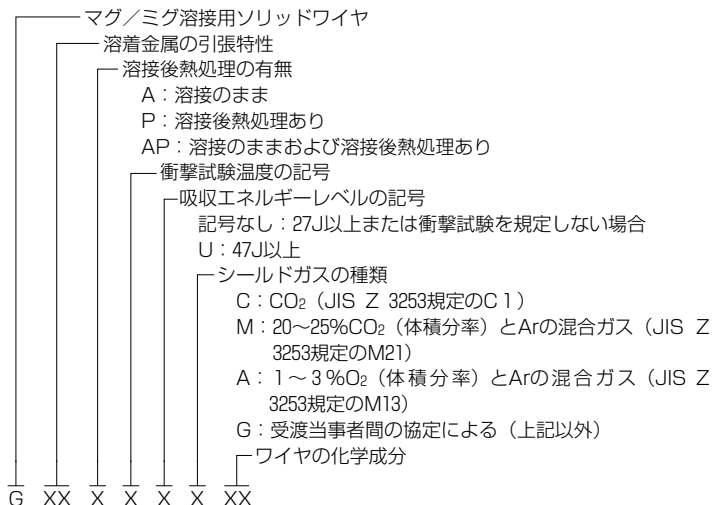 マグ／ミグ溶接用ソリッドワイヤ
溶着金属の引張特性
溶接後熱処理の有無
A：溶接のまま
P：溶接後熱処理あり
AP：溶接のままおよび溶接後熱処理あり
衝撃試験温度の記号
吸収エネルギーレベルの記号
記号なし：27J以上または衝撃試験を規定しない場合
U：47J以上
シールドガスの種類
C：CO₂（JIS Z 3253規定のC1）
M：20～25%CO₂（体積分率）とArの混合ガス（JIS Z
3253規定のM21）
A：1～3%O₂（体積分率）とArの混合ガス（JIS Z
3253規定のM13）
G：受渡当事者間の協定による（上記以外）
ワイヤの化学成分
G XX X X X X XX